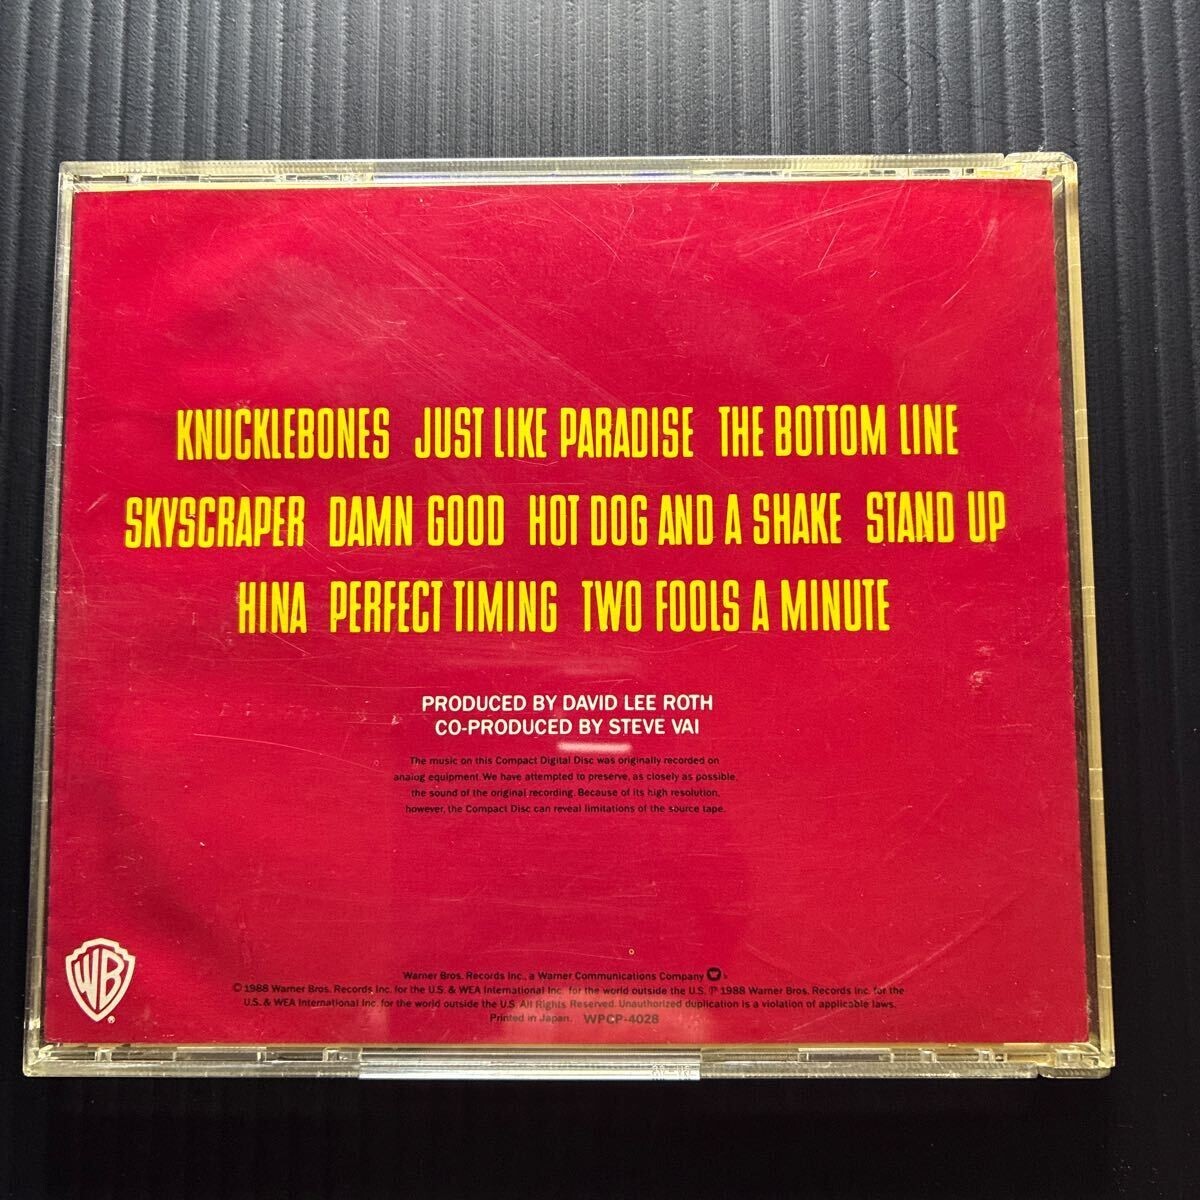 KNUCKLEBONES JUST LIKE PARADISE THE BOTTOM LINE
SKYSCRAPER DAMN GOOD HOT DOG AND A SHAKE STAND UP
HINA PERFECT TIMING TWO FOOLS A MINUTE
PRODUCED BY DAVID LEE ROTH
CO-PRODUCED BY STEVE VAI
The music on this Compact Digital Disc was originally recorded on
analog equipment. We have attempted to preserve, as closely as possible,
the sound of the original recording. Because of its high resolution,
however, the Compact Disc can reveal limitations of the source tape.
WB®
Warner Bros. Records Inc., a Warner Communications Company
© 1988 Warner Bros. Records Inc. for the U.S. & WEA International Inc. for the world outside the U.S. ℗ 1988 Warner Bros. Records Inc. for the
U.S. & WEA International Inc. for the world outside the U.S. All Rights Reserved. Unauthorized duplication is a violation of applicable laws.
Printed in Japan. WPCP-4028